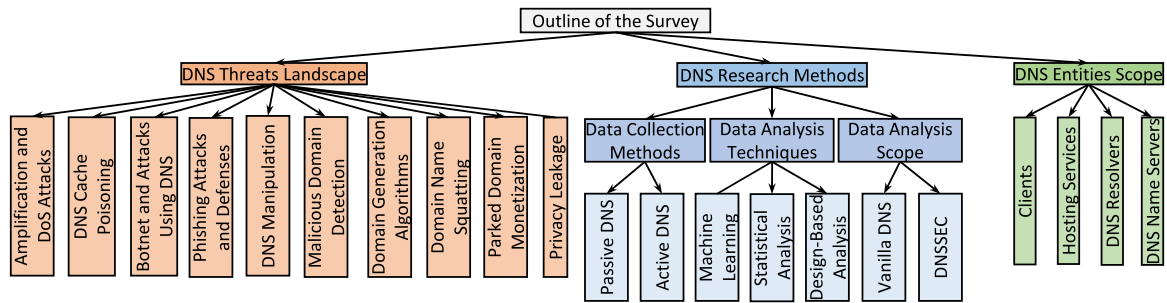 Outline of the Survey
DNS Threats Landscape
DNS Research Methods
DNS Entities Scope
Amplification and
DoS Attacks
DNS Cache
Poisoning
Botnet and Attacks
Using DNS
Phishing Attacks
and Defenses
DNS Manipulation
Malicious Domain
Detection
Domain Generation
Algorithms
Domain Name
Squatting
Parked Domain
Monetization
Privacy Leakage
Data Collection
Methods
Data Analysis
Techniques
Data Analysis
Scope
Passive DNS
Active DNS
Machine
Learning
Statistical
Analysis
Design-Based
Analysis
Vanilla DNS
DNSSEC
Clients
Hosting Services
DNS Resolvers
DNS Name Servers